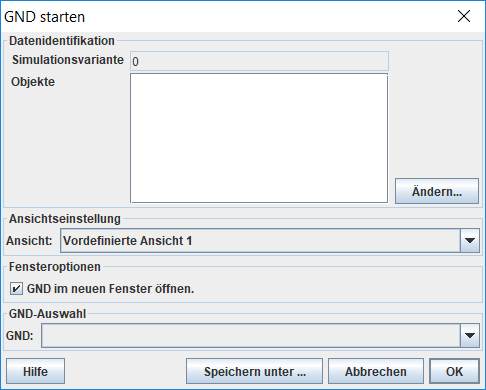 GND starten
Datenidentifikation
Simulationsvariante 0
Objekte
Ändern...
Ansichtseinstellung
Ansicht: Vordefinierte Ansicht 1
Fensteroptionen
GND im neuen Fenster öffnen.
GND-Auswahl
GND:
Hilfe Speichern unter ... Abbrechen OK